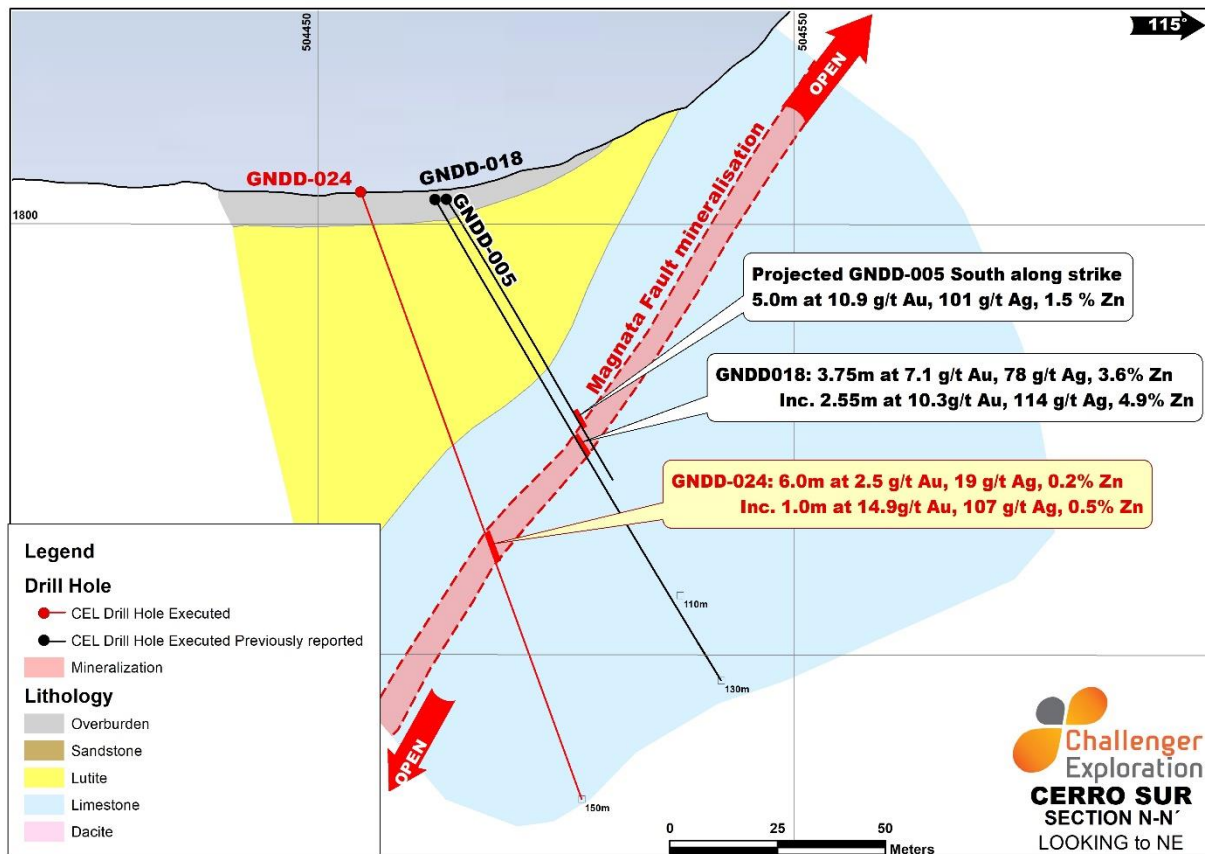 504450
504550
115°
OPEN
GNDD-024
GNDD-018
GNDD-005
1800
Magnata Fault mineralisation
Projected GNDD-005 South along strike
5.0m at 10.9 g/t Au, 101 g/t Ag, 1.5 % Zn
GNDD018: 3.75m at 7.1 g/t Au, 78 g/t Ag, 3.6% Zn
Inc. 2.55m at 10.3g/t Au, 114 g/t Ag, 4.9% Zn
GNDD-024: 6.0m at 2.5 g/t Au, 19 g/t Ag, 0.2% Zn
Inc. 1.0m at 14.9g/t Au, 107 g/t Ag, 0.5% Zn
110m
130m
150m
OPEN
Legend
Drill Hole
CEL Drill Hole Executed
CEL Drill Hole Executed Previously reported
Mineralization
Lithology
Overburden
Sandstone
Lutite
Limestone
Dacite
0 25 50
Meters
Challenger
Exploration
CERRO SUR
SECTION N-N´
LOOKING to NE